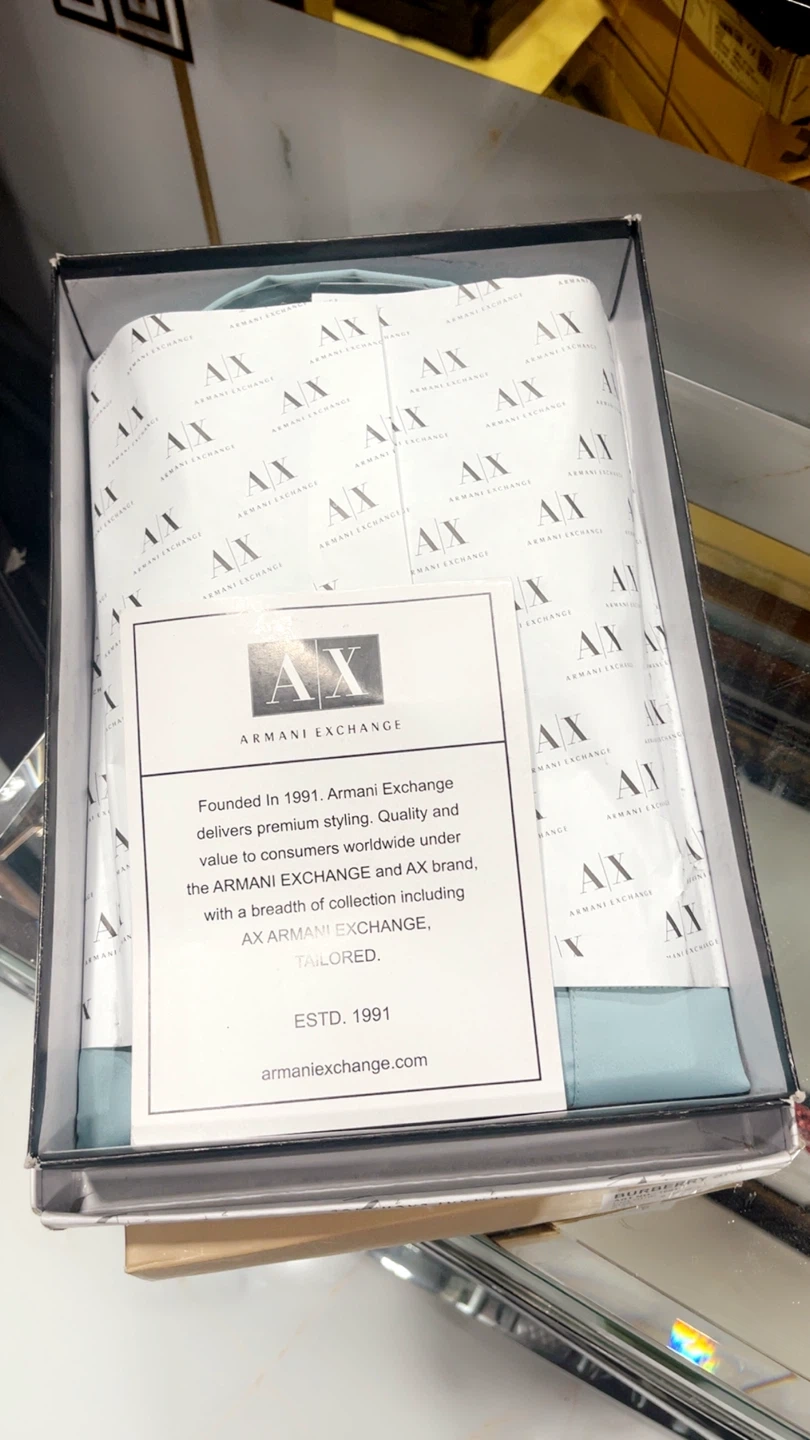 A|X
ARMANI EXCHANGE
Founded In 1991. Armani Exchange
delivers premium styling. Quality and
value to consumers worldwide under
the ARMANI EXCHANGE and AX brand,
with a breadth of collection including
AX ARMANI EXCHANGE,
TAILORED.
ESTD. 1991
armaniexchange.com
BURBERRY